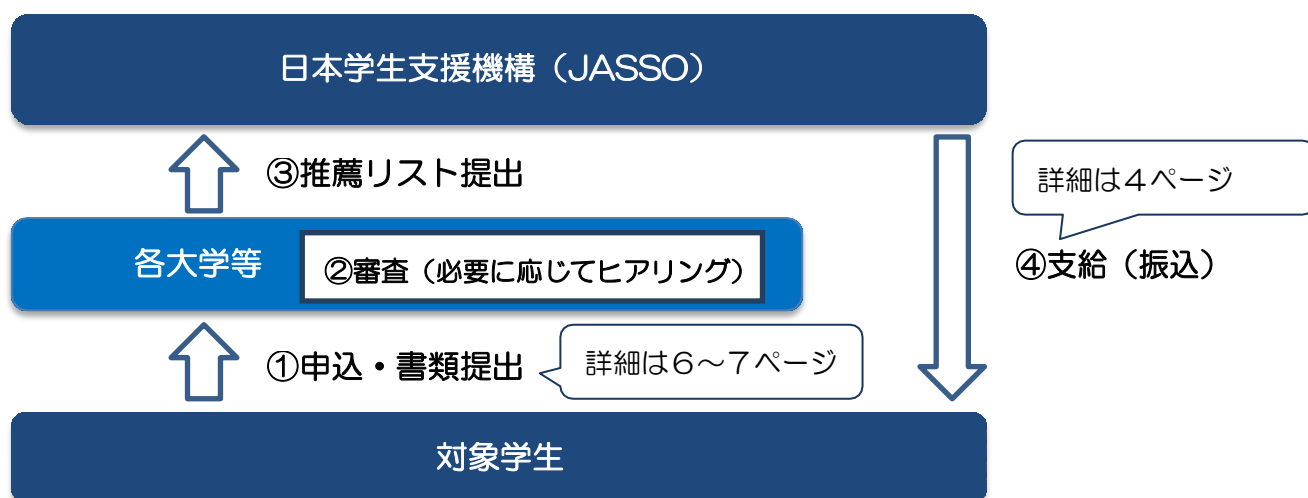 日本学生支援機構（JASSO）
③推薦リスト提出
詳細は４ページ
各大学等
②審査（必要に応じてヒアリング）
④支給（振込）
①申込・書類提出
詳細は６～７ページ
対象学生